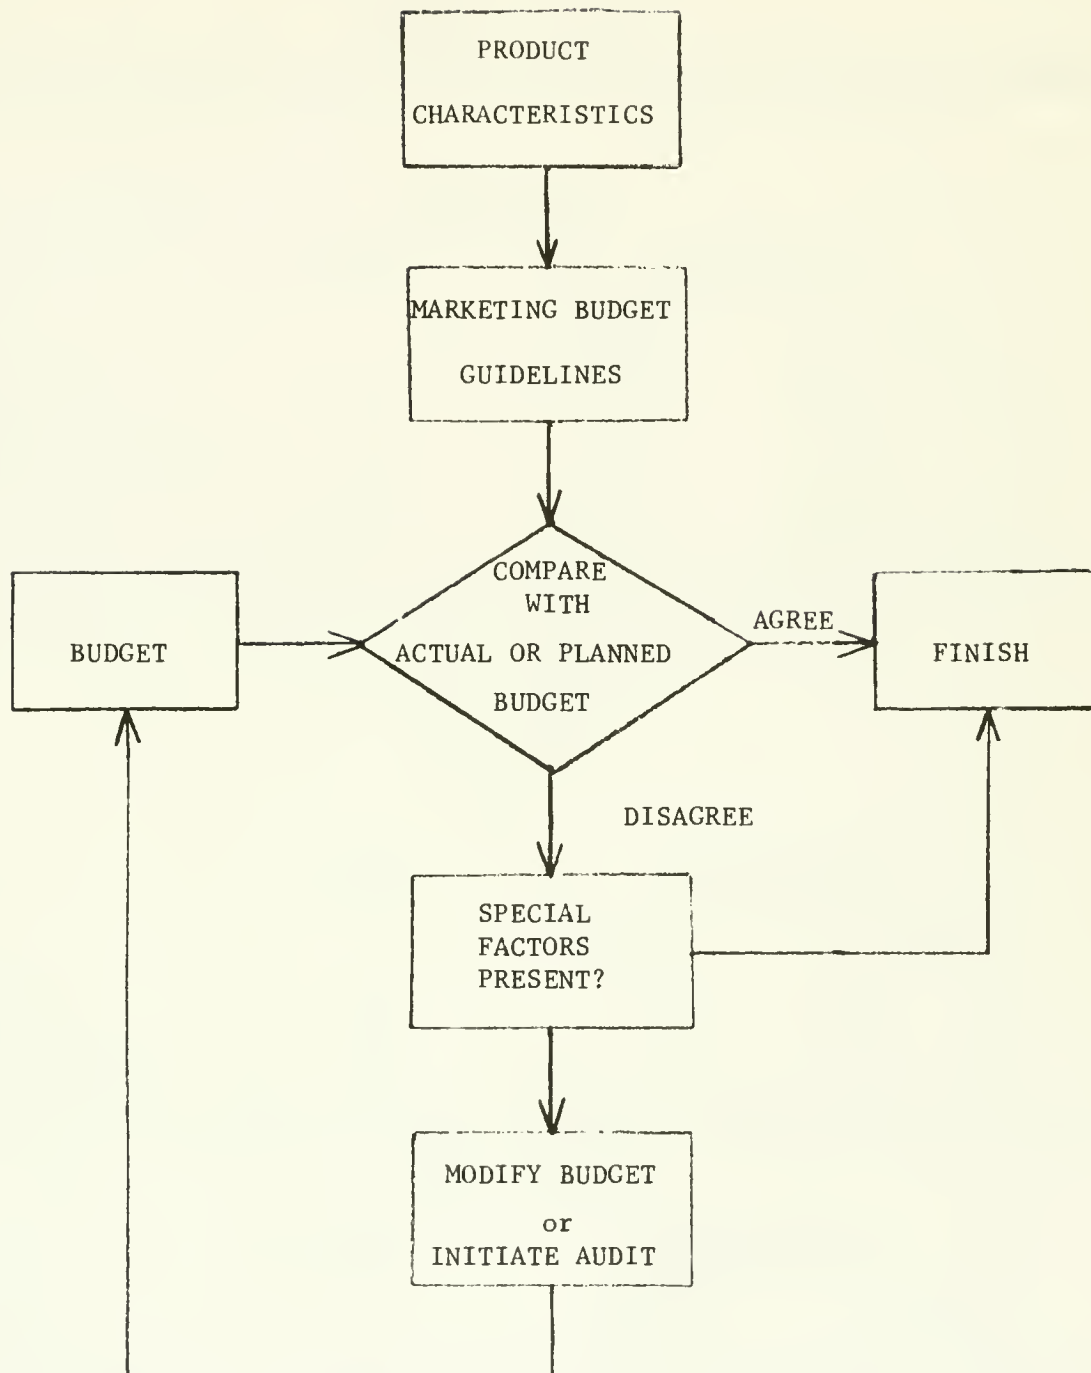 PRODUCT
CHARACTERISTICS
MARKETING BUDGET
GUIDELINES
COMPARE
WITH
ACTUAL OR PLANNED
BUDGET
BUDGET
AGREE
FINISH
DISAGREE
SPECIAL
FACTORS
PRESENT?
MODIFY BUDGET
or
INITIATE AUDIT